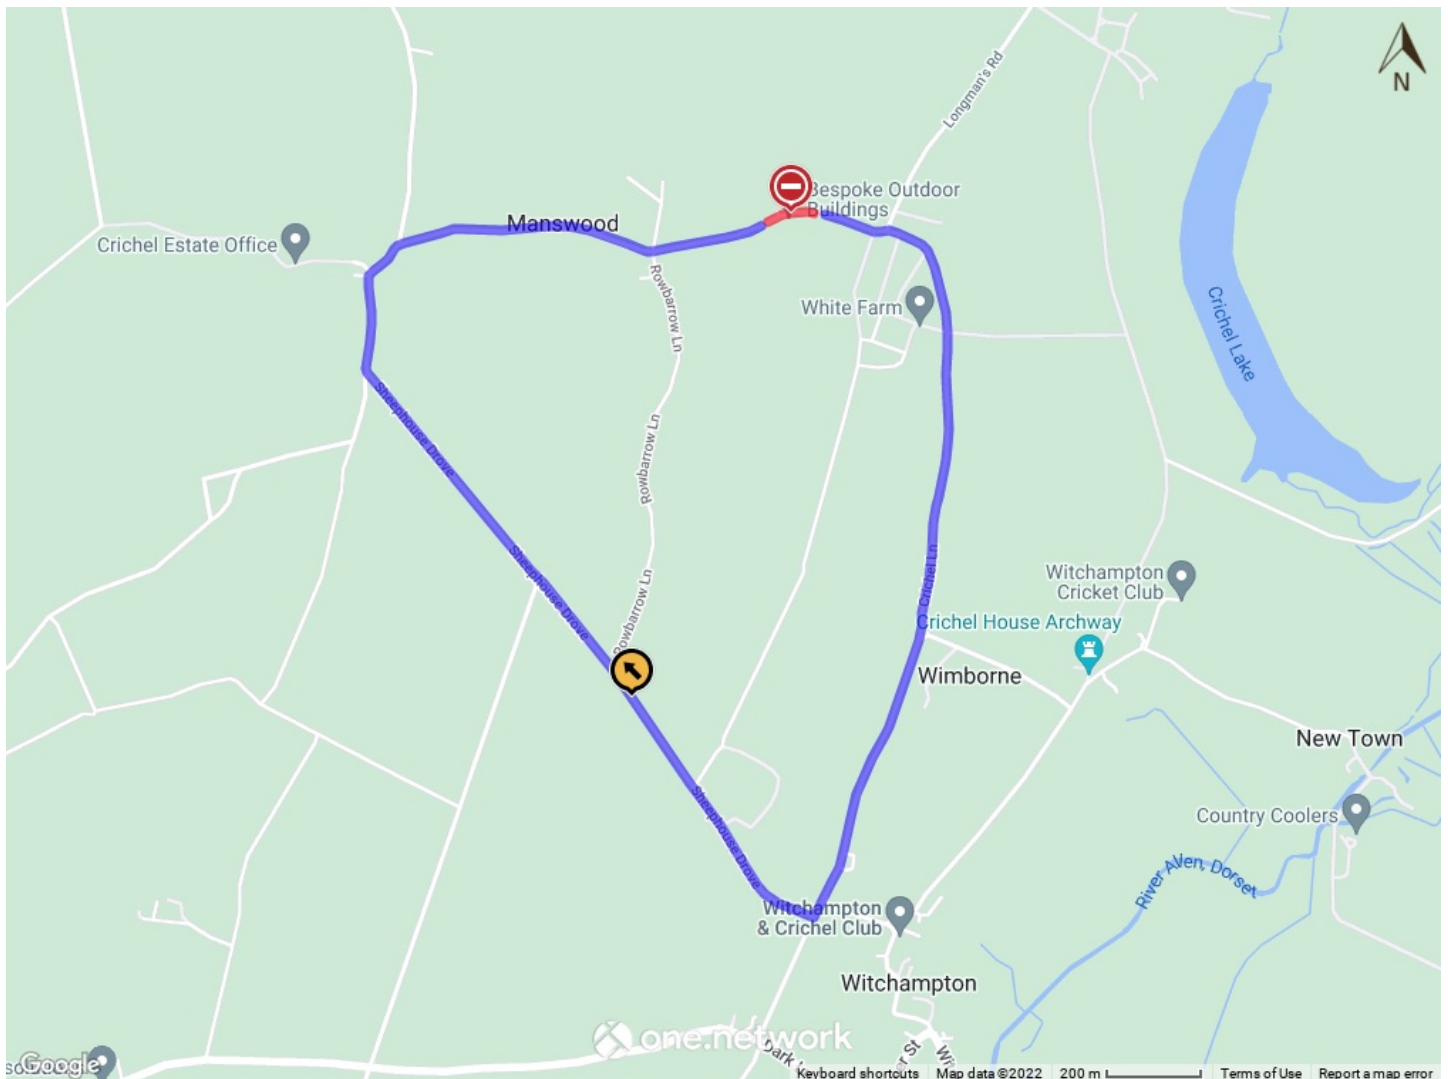 N
Longman's Rd
Bespoke Outdoor
Buildings
Manswood
Crichel Estate Office
Rowbarrow Ln
White Farm
Crichel Lake
Sheephouse Drove
Rowbarrow Ln
Sheephouse Drove
Crichel Ln
Rowbarrow Ln
Witchampton
Cricket Club
Crichel House Archway
Wimborne
New Town
Sheephouse Drove
Country Coolers
River Aven, Dorset
Witchampton
& Crichel Club
Witchampton
one.network
Google
Keyboard shortcuts
Map data ©2022
200 m
Terms of Use
Report a map error